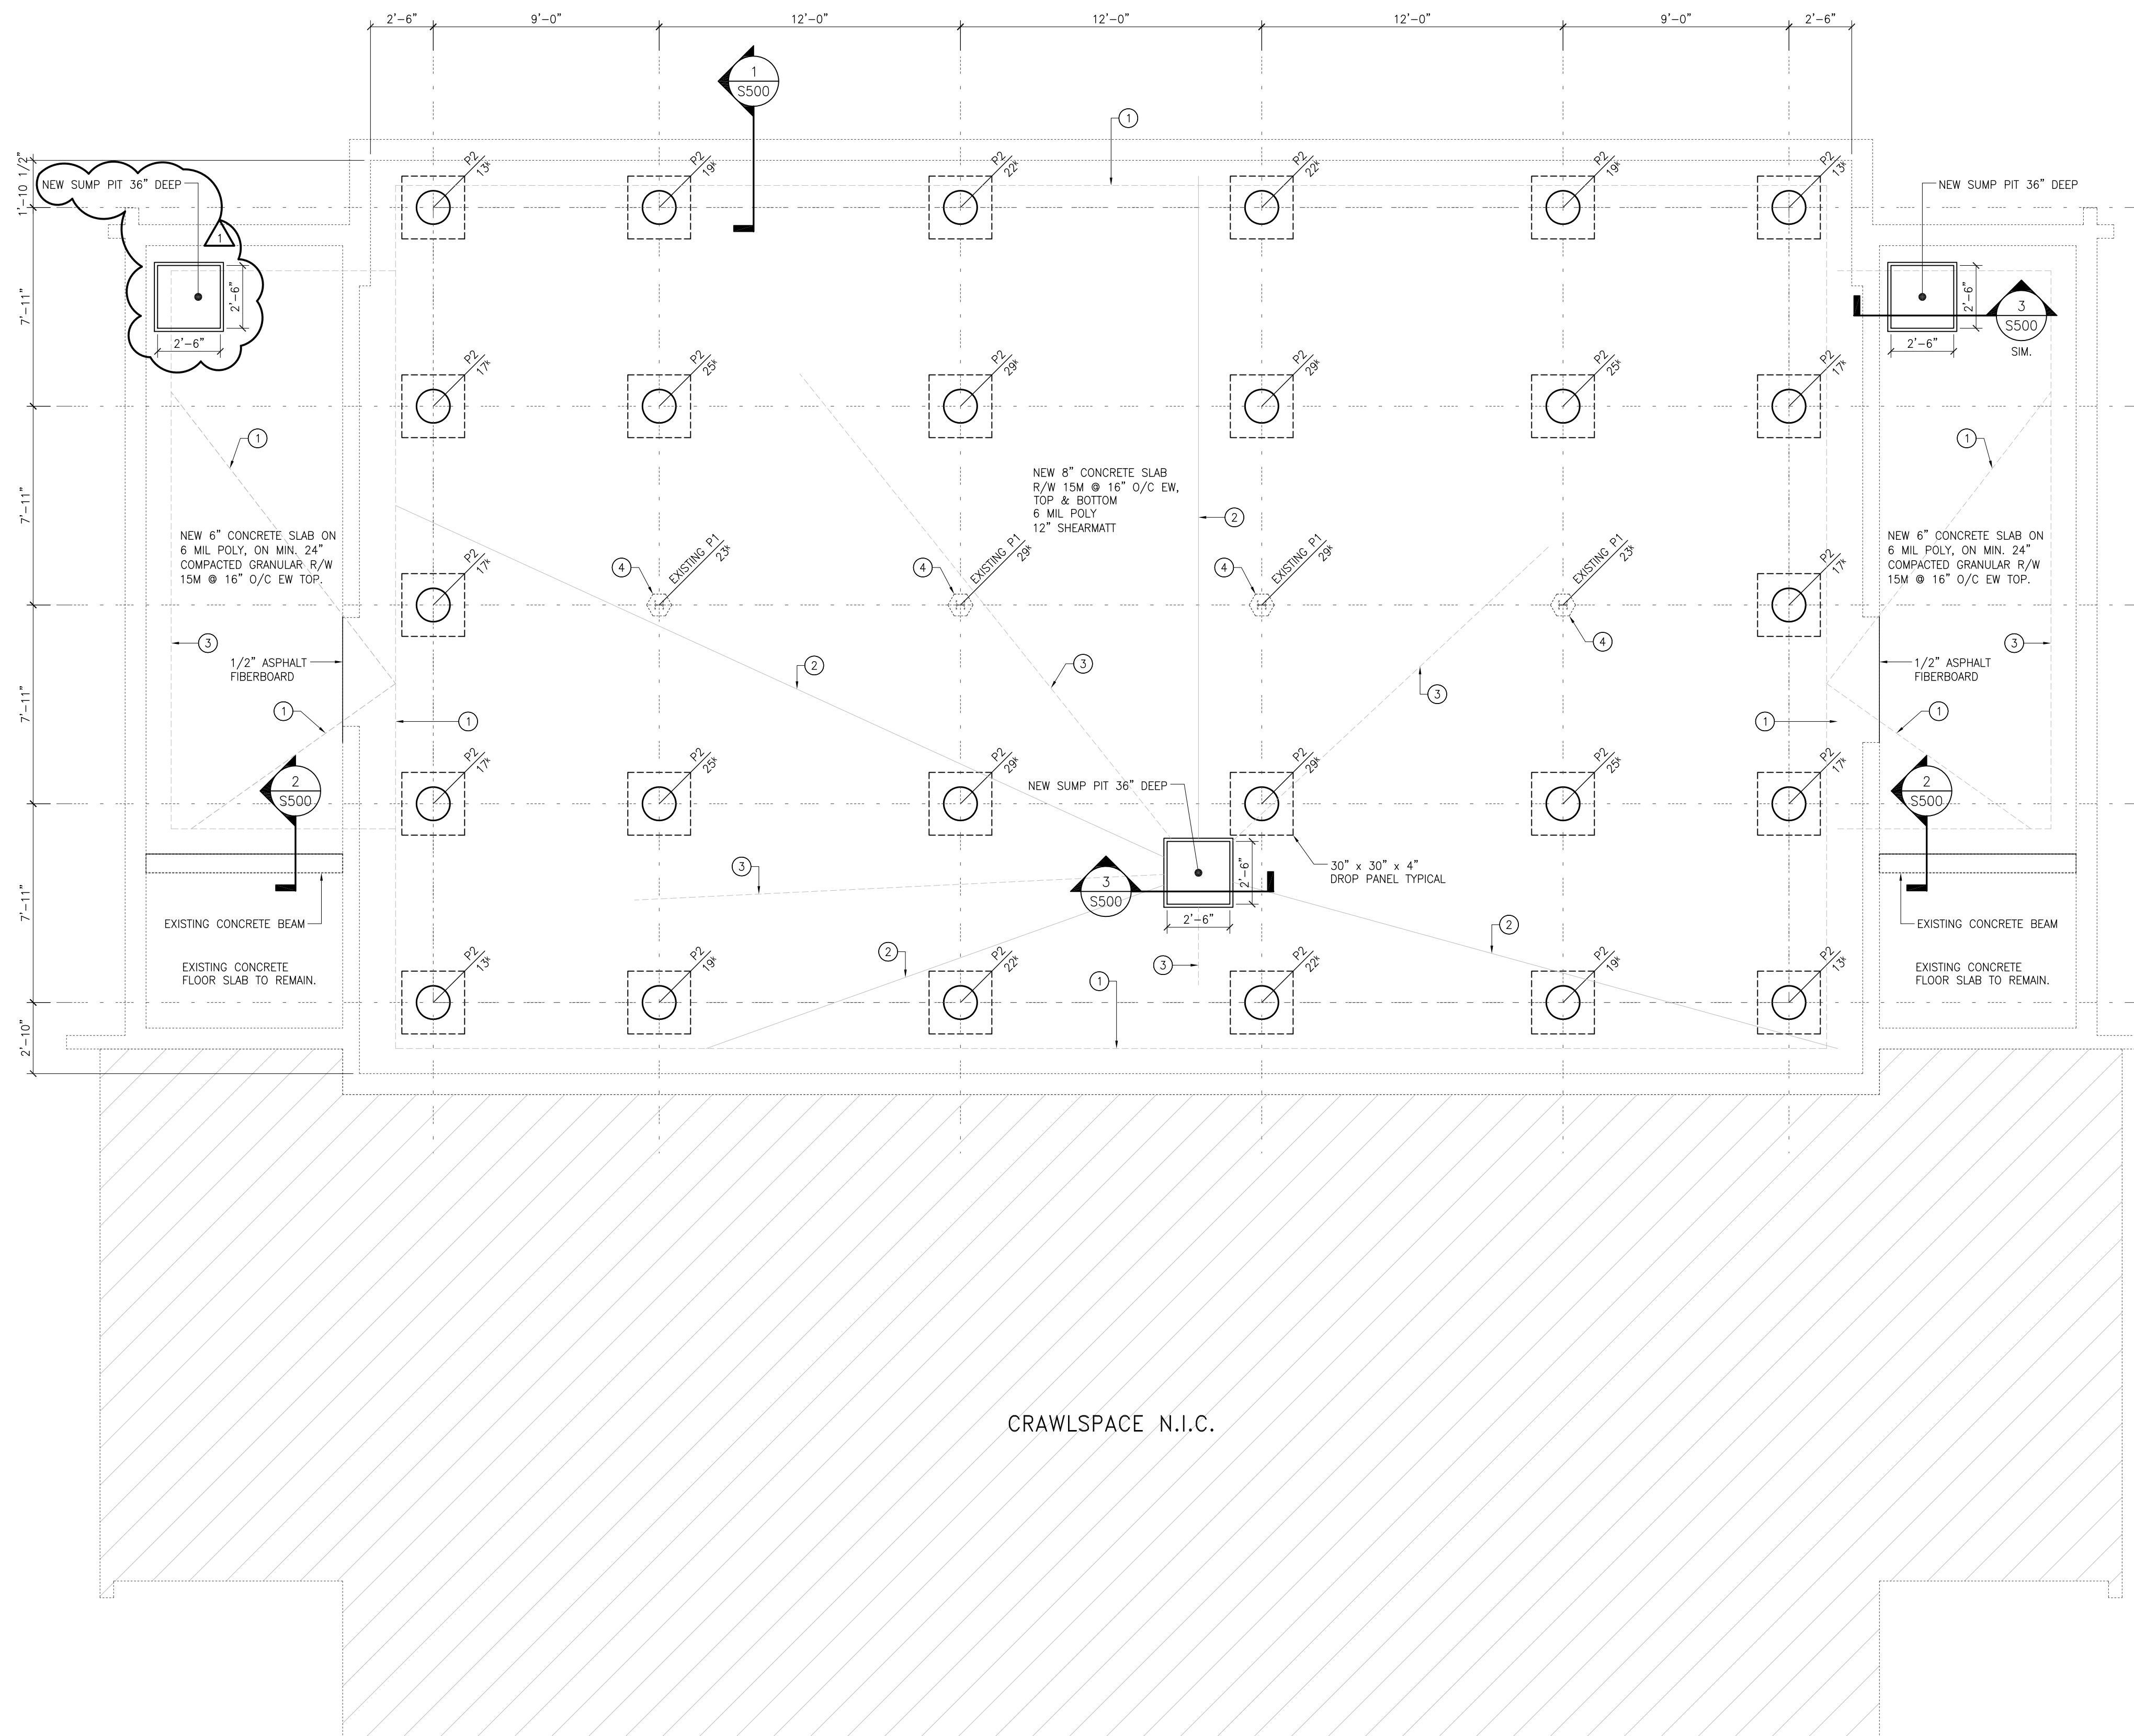 2'-6"
9'-0"
12'-0"
12'-0"
12'-0"
9'-0"
2'-6"
1
S500
1
1'-10 1/2"
NEW SUMP PIT 36" DEEP
1
2'-6"
2'-6"
P2
13k
P2
19k
P2
22k
P2
22k
P2
19k
P2
13k
NEW SUMP PIT 36" DEEP
2'-6"
2'-6"
3
S500
SIM.
7'-11"
P2
17k
P2
25k
P2
29k
P2
29k
P2
25k
P2
17k
1
1
7'-11"
NEW 8" CONCRETE SLAB
R/W 15M @ 16" O/C EW,
TOP & BOTTOM
6 MIL POLY
12" SHEARMATT
2
NEW 6" CONCRETE SLAB ON
6 MIL POLY, ON MIN. 24"
COMPACTED GRANULAR R/W
15M @ 16" O/C EW TOP.
NEW 6" CONCRETE SLAB ON
6 MIL POLY, ON MIN. 24"
COMPACTED GRANULAR R/W
15M @ 16" O/C EW TOP.
P2
17k
4
EXISTING P1
23k
4
EXISTING P1
29k
4
EXISTING P1
29k
EXISTING P1
23k
4
P2
17k
3
1/2" ASPHALT
FIBERBOARD
2
3
3
3
1/2" ASPHALT
FIBERBOARD
7'-11"
1
1
1
1
2
S500
P2
17k
P2
25k
P2
29k
P2
29k
P2
25k
P2
17k
2
S500
NEW SUMP PIT 36" DEEP
30" x 30" x 4"
DROP PANEL TYPICAL
3
3
S500
2'-6"
2'-6"
7'-11"
EXISTING CONCRETE BEAM
EXISTING CONCRETE
FLOOR SLAB TO REMAIN.
2
3
2
1
EXISTING CONCRETE BEAM
EXISTING CONCRETE
FLOOR SLAB TO REMAIN.
P2
13k
P2
19k
P2
22k
P2
22k
P2
19k
P2
13k
2'-10"
CRAWLSPACE N.I.C.